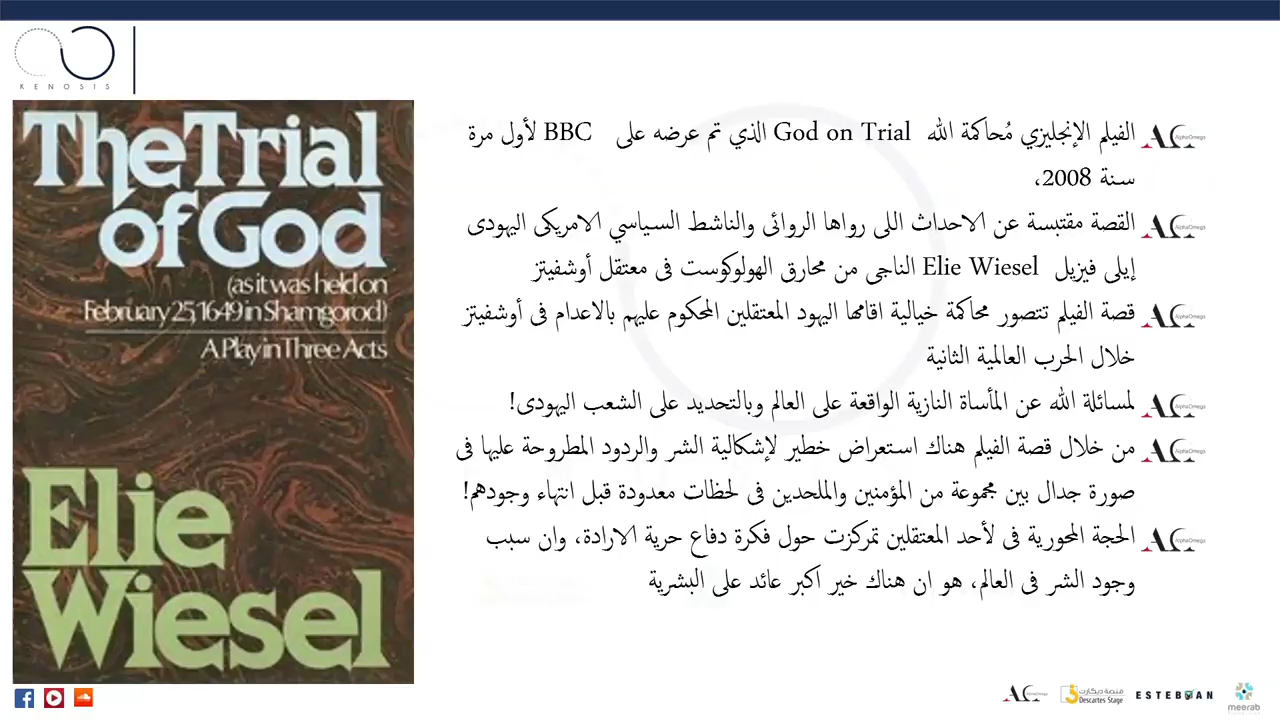 KENOSIS
The Trial
of God
(as it was held on
February 25, 1649 in Shamgorod)
A Play in Three Acts
Elie
Wiesel
الفيلم الإنجليزي مُحاكمة الله God on Trial الذي تم عرضه على BBC لأول مرة
سنة 2008،
القصة مقتبسة عن الاحداث اللى رواها الروائى والناشط السياسي الامريكى اليهودى
إيلى فيزيل Elie Wiesel الناجى من محارق الهولوكوست فى معتقل أوشفيتز
قصة الفيلم تتصور محاكمة خيالية اقامها اليهود المعتقلين المحكوم عليهم بالاعدام فى أوشفيتز
خلال الحرب العالمية الثانية
لمسائلة الله عن المأساة النازية الواقعة على العالم وبالتحديد على الشعب اليهودى!
من خلال قصة الفيلم هناك استعراض خطير لإشكالية الشر والردود المطروحة عليها فى
صورة جدال بين مجموعة من المؤمنين والملحدين فى لحظات معدودة قبل انتهاء وجودهم!
الحجة المحورية فى لأحد المعتقلين تمركزت حول فكرة دفاع حرية الارادة، وان سبب
وجود الشر فى العالم، هو ان هناك خير اكبر عائد على البشرية
AlphaOmega
منصة ديكارت
Descartes Stage
ESTEBAN
meerab